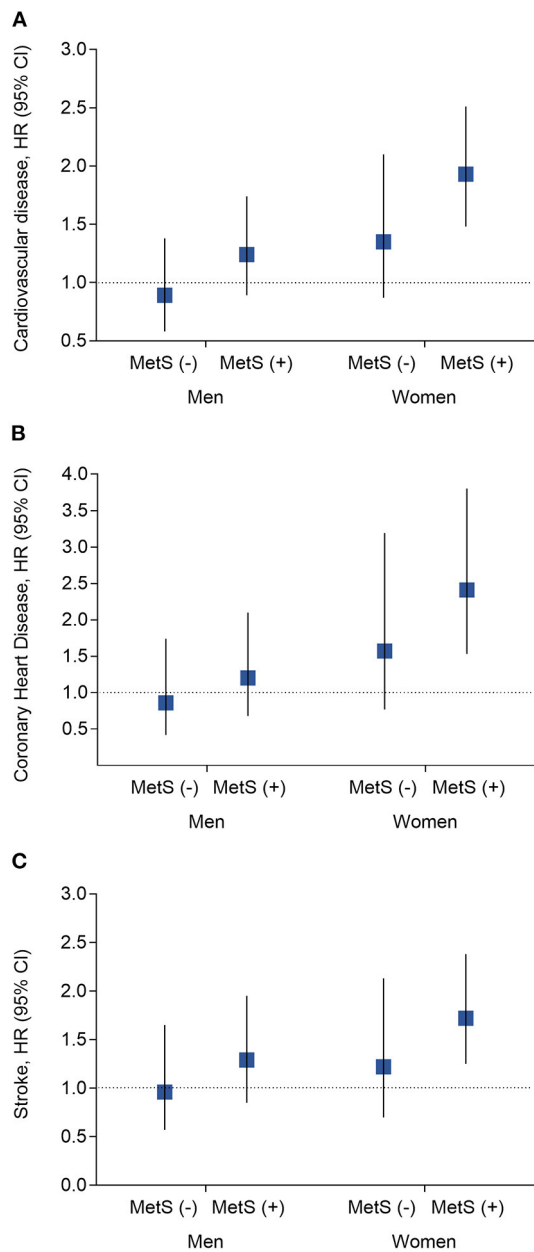 A
Cardiovascular disease, HR (95% CI)
3.0
2.5
2.0
1.5
1.0
0.5
MetS (-) MetS (+) MetS (-) MetS (+)
Men Women
B
Coronary Heart Disease, HR (95% CI)
4.0
3.5
3.0
2.5
2.0
1.5
1.0
0.5
MetS (-) MetS (+) MetS (-) MetS (+)
Men Women
C
Stroke, HR (95% CI)
3.0
2.5
2.0
1.5
1.0
0.5
0.0
MetS (-) MetS (+) MetS (-) MetS (+)
Men Women